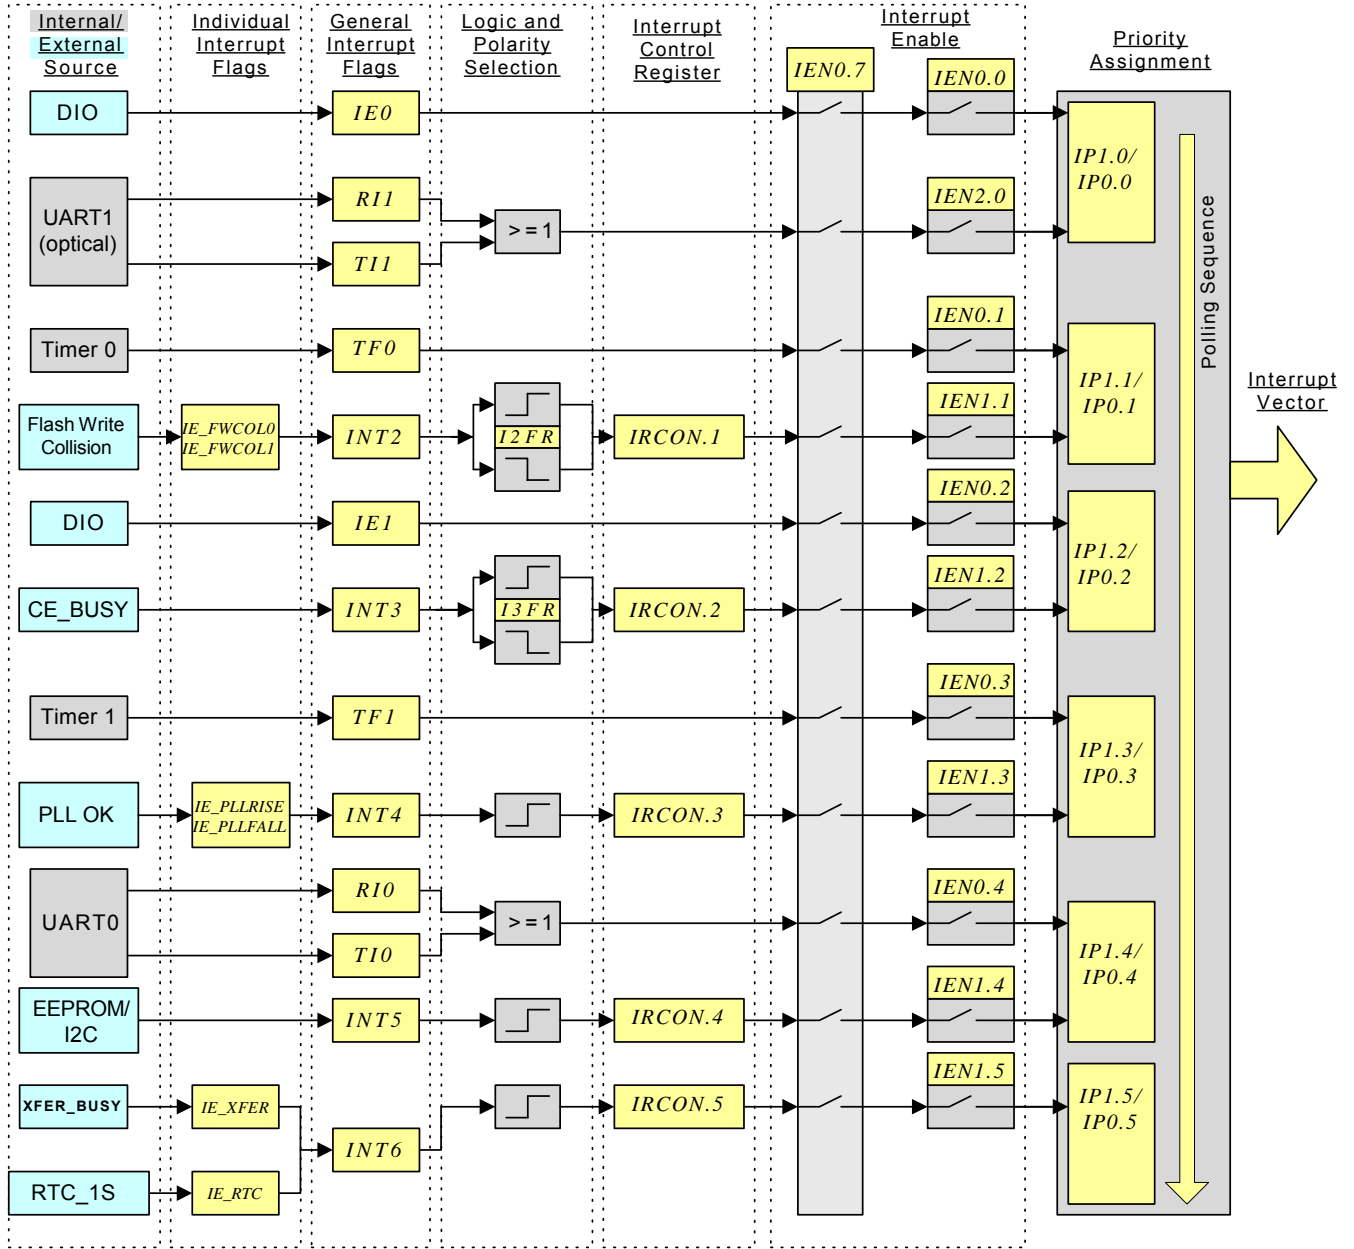 Internal/
External
Source
Individual
Interrupt
Flags
General
Interrupt
Flags
Logic and
Polarity
Selection
Interrupt
Control
Register
Interrupt
Enable
Priority
Assignment
IEN0.7
IEN0.0
DIO
IE0
IP1.0/
IP0.0
UART1
(optical)
RI1
TI1
>=1
IEN2.0
Polling Sequence
Timer 0
TF0
IEN0.1
IP1.1/
IP0.1
Flash Write
Collision
IE_FWCOL0
IE_FWCOL1
INT2
I2FR
IRCON.1
IEN1.1
Interrupt
Vector
DIO
IE1
IEN0.2
IP1.2/
IP0.2
CE_BUSY
INT3
I3FR
IRCON.2
IEN1.2
Timer 1
TF1
IEN0.3
IP1.3/
IP0.3
PLL OK
IE_PLLRISE
IE_PLLFALL
INT4
IRCON.3
IEN1.3
UART0
RI0
TI0
>=1
IEN0.4
IP1.4/
IP0.4
EEPROM/
I2C
INT5
IRCON.4
IEN1.4
XFER_BUSY
IE_XFER
INT6
IRCON.5
IEN1.5
IP1.5/
IP0.5
RTC_1S
IE_RTC